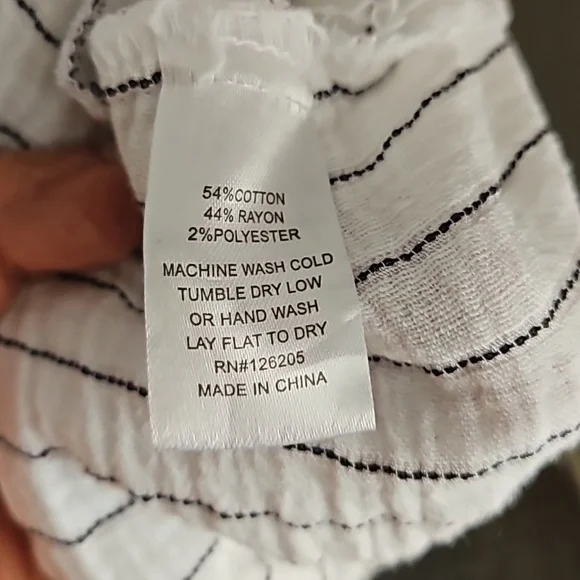 54%COTTON
44% RAYON
2%POLYESTER
MACHINE WASH COLD
TUMBLE DRY LOW
OR HAND WASH
LAY FLAT TO DRY
RN#126205
MADE IN CHINA